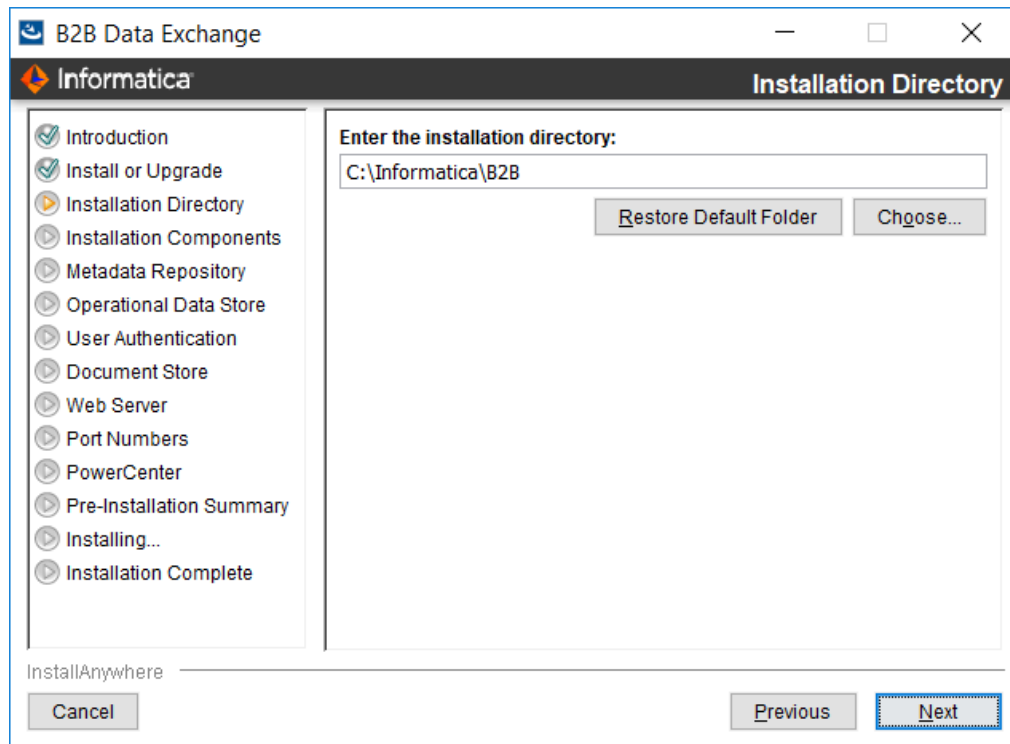 B2B Data Exchange
Informatica
Installation Directory
Introduction
Install or Upgrade
Installation Directory
Installation Components
Metadata Repository
Operational Data Store
User Authentication
Document Store
Web Server
Port Numbers
PowerCenter
Pre-Installation Summary
Installing...
Installation Complete
Enter the installation directory:
C:\Informatica\B2B
Restore Default Folder Choose...
InstallAnywhere
Cancel Previous Next